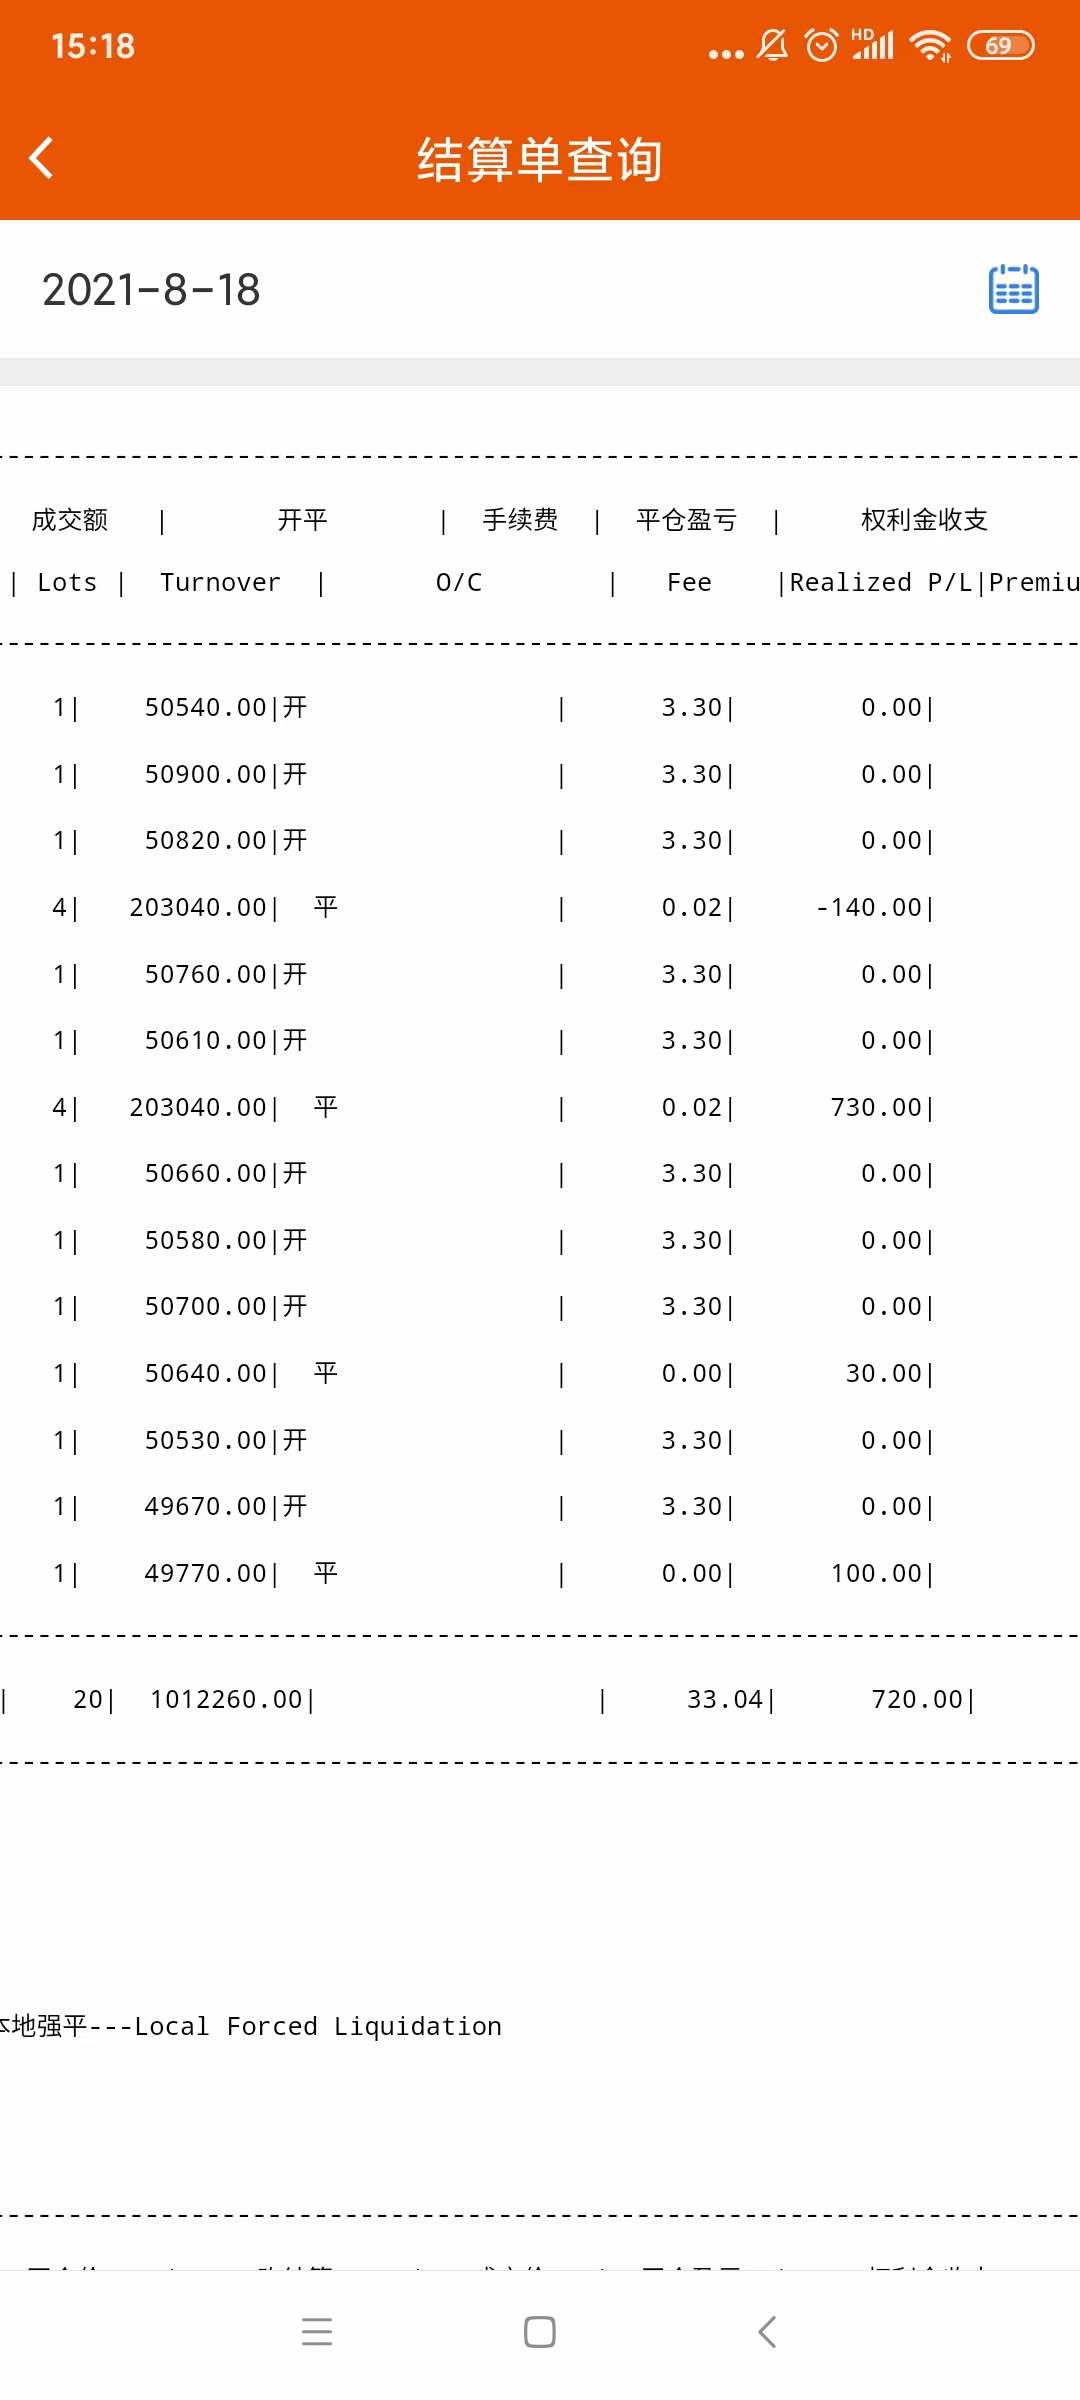 15:18
HD
69
结算单查询
2021-8-18
--------------------------------------------------------------------
成交额 | 开平 | 手续费 | 平仓盈亏 | 权利金收支
| Lots | Turnover | O/C | Fee |Realized P/L|Premiu
--------------------------------------------------------------------
1| 50540.00|开 | 3.30| 0.00|
1| 50900.00|开 | 3.30| 0.00|
1| 50820.00|开 | 3.30| 0.00|
4| 203040.00| 平 | 0.02| -140.00|
1| 50760.00|开 | 3.30| 0.00|
1| 50610.00|开 | 3.30| 0.00|
4| 203040.00| 平 | 0.02| 730.00|
1| 50660.00|开 | 3.30| 0.00|
1| 50580.00|开 | 3.30| 0.00|
1| 50700.00|开 | 3.30| 0.00|
1| 50640.00| 平 | 0.00| 30.00|
1| 50530.00|开 | 3.30| 0.00|
1| 49670.00|开 | 3.30| 0.00|
1| 49770.00| 平 | 0.00| 100.00|
--------------------------------------------------------------------
| 20| 1012260.00| | 33.04| 720.00|
--------------------------------------------------------------------
本地强平---Local Forced Liquidation
--------------------------------------------------------------------